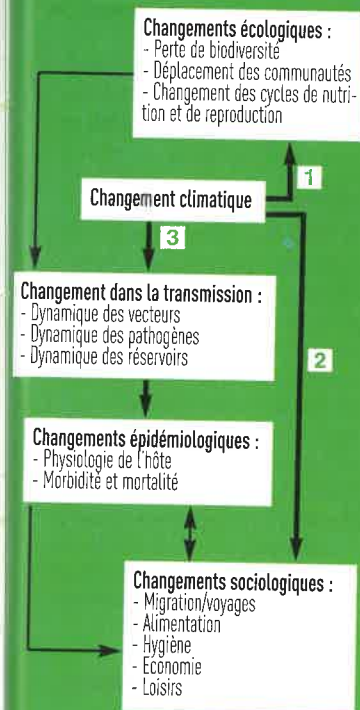 Changements écologiques :
- Perte de biodiversité
- Déplacement des communautés
- Changement des cycles de nutri-
tion et de reproduction
1
Changement climatique
3
Changement dans la transmission :
- Dynamique des vecteurs
- Dynamique des pathogènes
- Dynamique des réservoirs
2
Changements épidémiologiques :
- Physiologie de l'hôte
- Morbidité et mortalité
Changements sociologiques :
- Migration/voyages
- Alimentation
- Hygiène
- Economie
- Loisirs